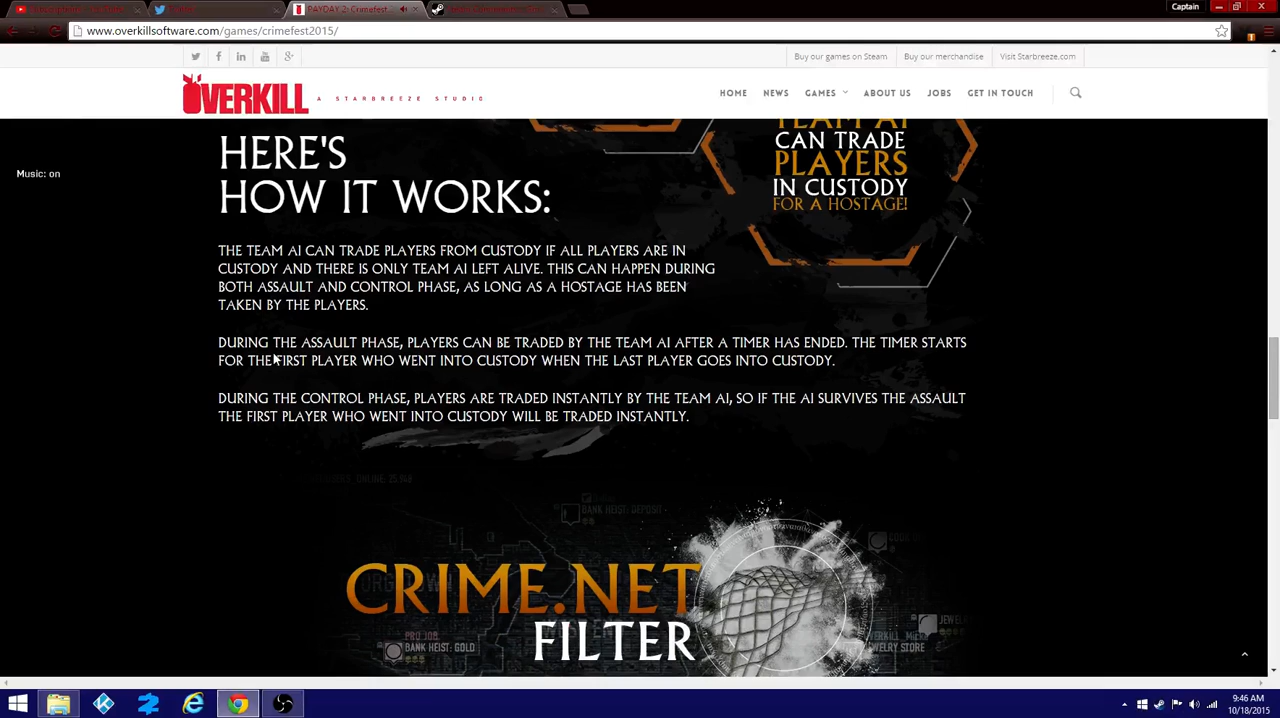 PAYDAY 2: Crimefest
Captain
www.overkillsoftware.com/games/crimefest2015/
Buy our games on Steam
Buy our merchandise
Visit Starbreeze.com
OVERKILL
A STARBREEZE STUDIO
HOME
NEWS
GAMES
ABOUT US
JOBS
GET IN TOUCH
Music: on
TEAM AI
CAN TRADE
PLAYERS
IN CUSTODY
FOR A HOSTAGE!
HERE'S
HOW IT WORKS:
THE TEAM AI CAN TRADE PLAYERS FROM CUSTODY IF ALL PLAYERS ARE IN
CUSTODY AND THERE IS ONLY TEAM AI LEFT ALIVE. THIS CAN HAPPEN DURING
BOTH ASSAULT AND CONTROL PHASE, AS LONG AS A HOSTAGE HAS BEEN
TAKEN BY THE PLAYERS.
DURING THE ASSAULT PHASE, PLAYERS CAN BE TRADED BY THE TEAM AI AFTER A TIMER HAS ENDED. THE TIMER STARTS
FOR THE FIRST PLAYER WHO WENT INTO CUSTODY WHEN THE LAST PLAYER GOES INTO CUSTODY.
DURING THE CONTROL PHASE, PLAYERS ARE TRADED INSTANTLY BY THE TEAM AI, SO IF THE AI SURVIVES THE ASSAULT
THE FIRST PLAYER WHO WENT INTO CUSTODY WILL BE TRADED INSTANTLY.
BANK HEIST: DEPOSIT
CRIME.NET
FILTER
PRO JOB
BANK HEIST: GOLD
9:46 AM
10/18/2015